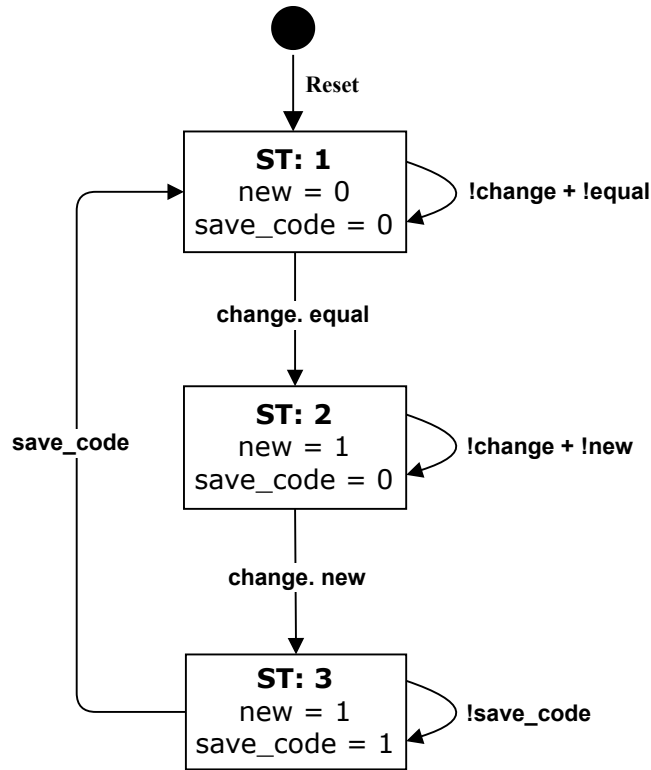 Reset
ST: 1
new = 0
save_code = 0
!change + !equal
change. equal
ST: 2
new = 1
save_code = 0
!change + !new
save_code
change. new
ST: 3
new = 1
save_code = 1
!save_code